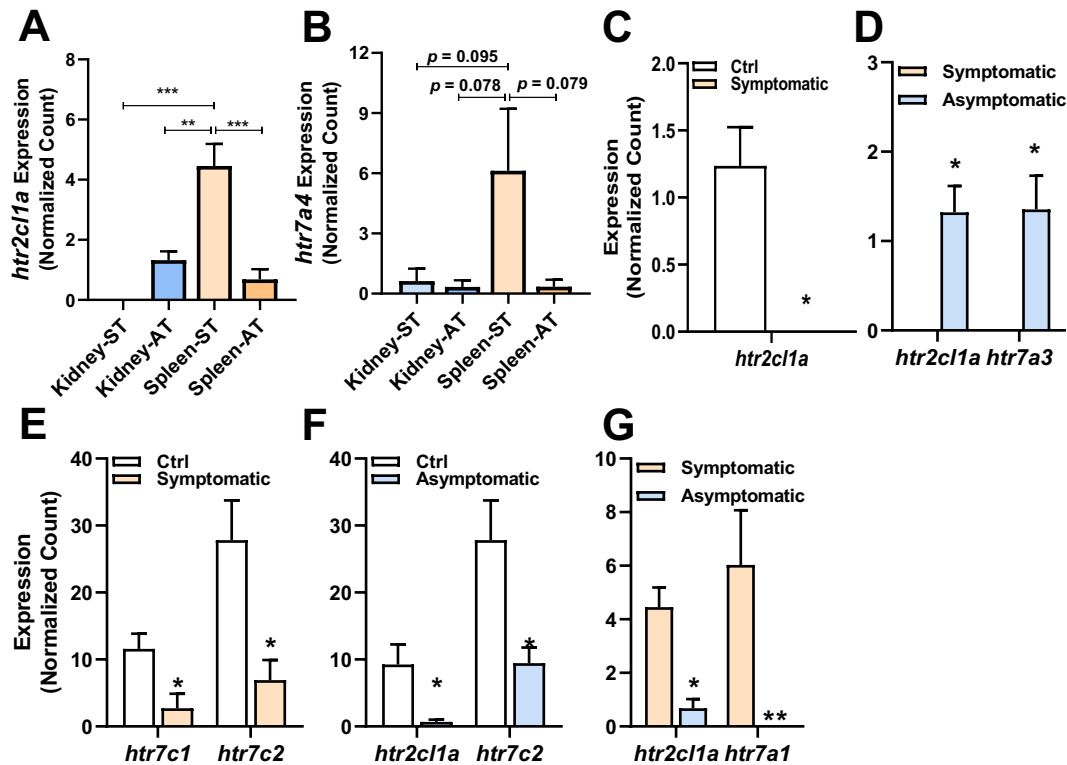 A
htr2cl1a Expression
(Normalized Count)
8
6
4
2
0
***
** ***
Kidney-ST
Kidney-AT
Spleen-ST
Spleen-AT
B
htr7a4 Expression
(Normalized Count)
12
9
6
3
0
p = 0.095
p = 0.078
p = 0.079
Kidney-ST
Kidney-AT
Spleen-ST
Spleen-AT
C
Expression
(Normalized Count)
Ctrl
Symptomatic
2.0
1.5
1.0
0.5
0.0
*
htr2cl1a
D
Symptomatic
Asymptomatic
3
2
1
0
* *
htr2cl1a htr7a3
E
Expression
(Normalized Count)
Ctrl
Symptomatic
40
30
20
10
0
* *
htr7c1 htr7c2
F
Ctrl
Asymptomatic
40
30
20
10
0
* *
htr2cl1a htr7c2
G
Symptomatic
Asymptomatic
10
8
6
4
2
0
* **
htr2cl1a htr7a1